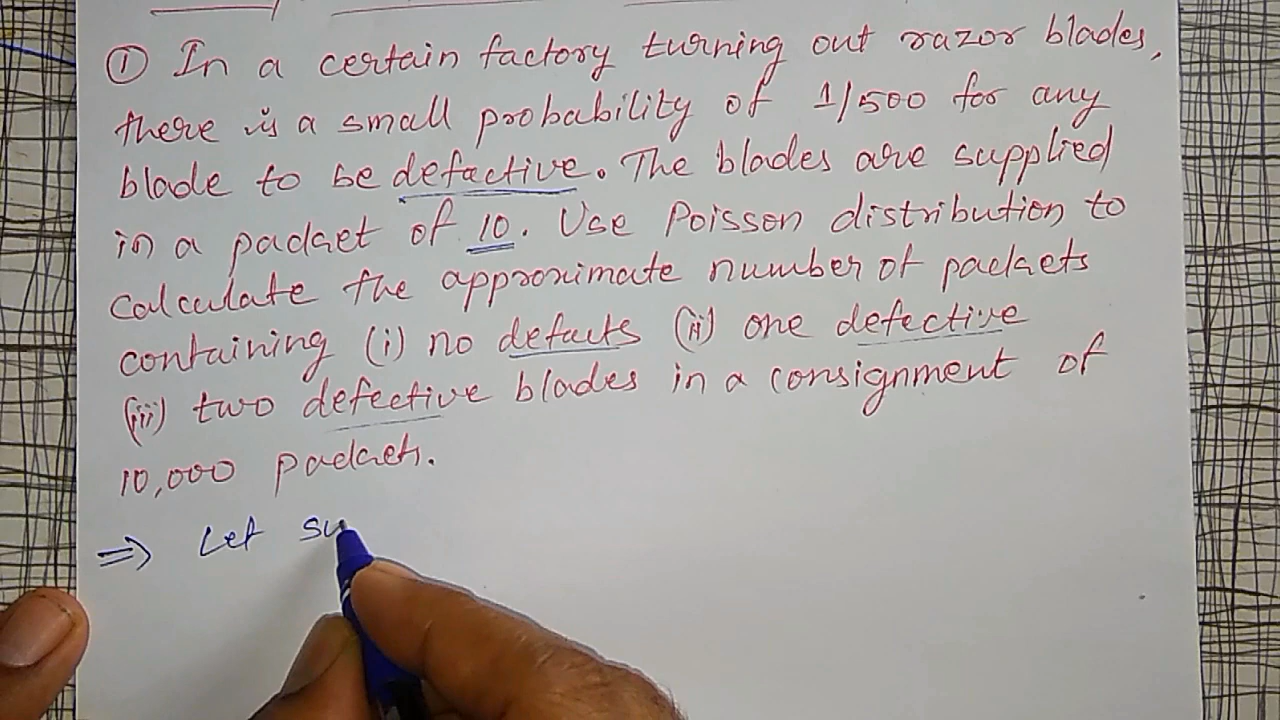 ① In a certain factory turning out razor blades,
there is a small probability of 1/500 for any
blade to be defective. The blades are supplied
in a packet of 10. Use Poisson distribution to
calculate the approximate number of packets
containing (i) no defects (ii) one defective
(iii) two defective blades in a consignment of
10,000 packets.
⇒ Let su